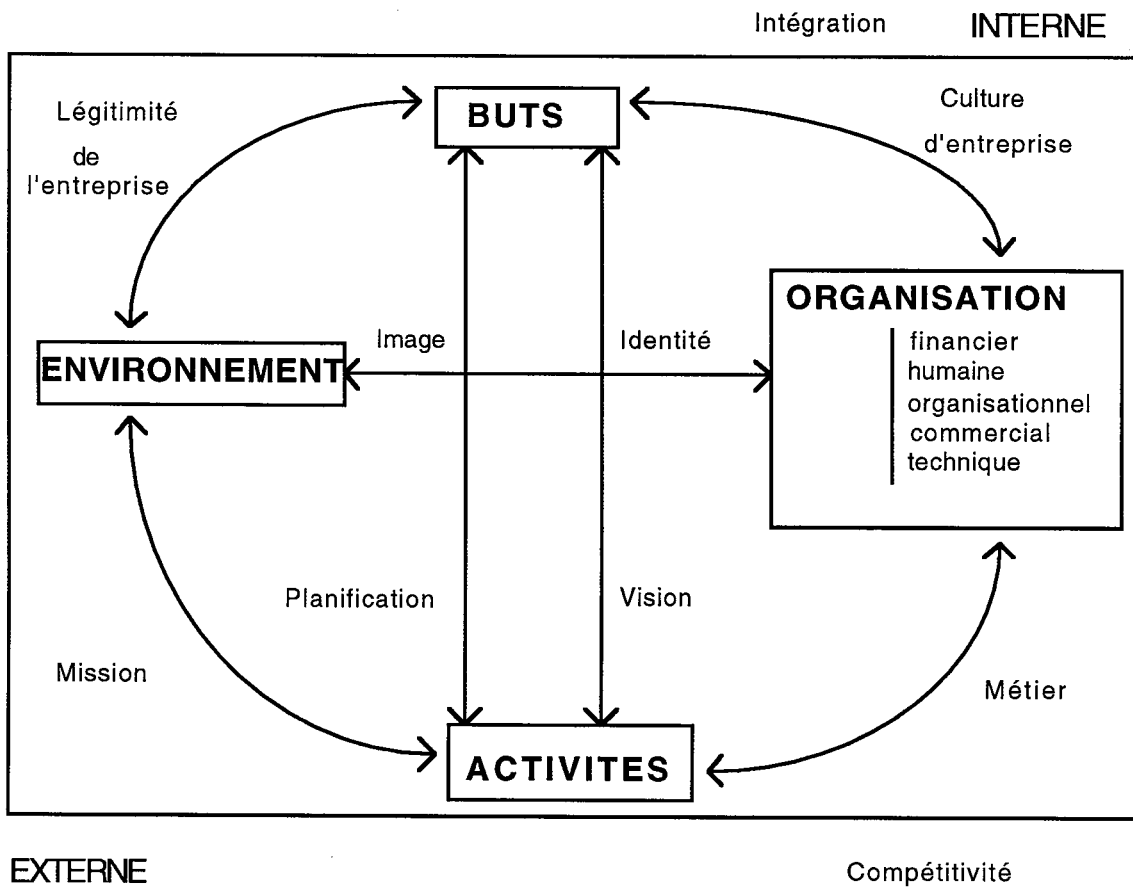 Intégration INTERNE
Légitimité
de
l'entreprise
BUTS
Culture
d'entreprise
ORGANISATION
financier
humaine
organisationnel
commercial
technique
ENVIRONNEMENT
Image
Identité
Planification
Vision
Mission
Métier
ACTIVITES
EXTERNE
Compétitivité